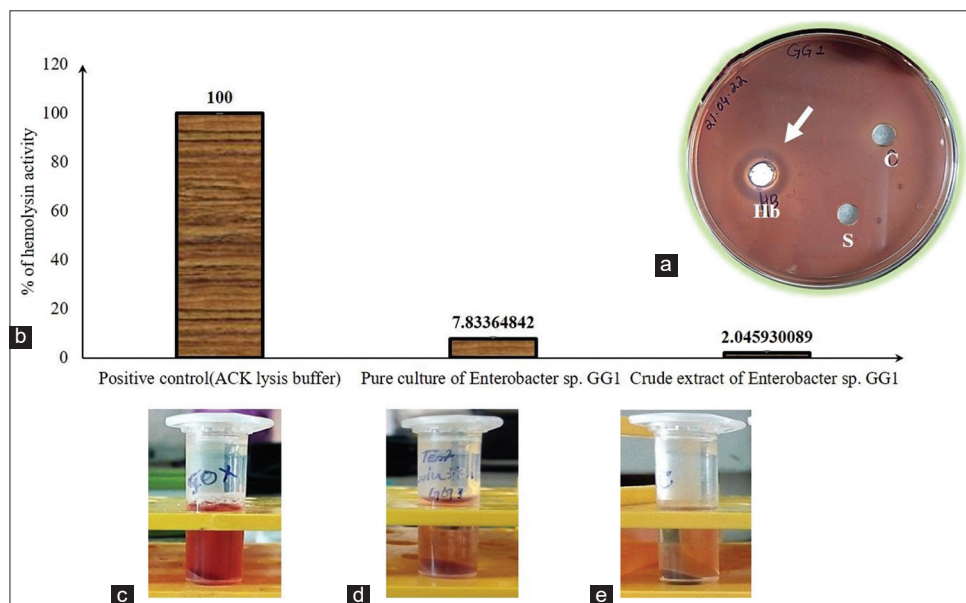 120
100
80
60
40
20
0
% of hemolysin activity
100
7.83364842
2.045930089
Positive control(ACK lysis buffer)
Pure culture of Enterobacter sp. GG1
Crude extract of Enterobacter sp. GG1
b
GG1
21.04.22
C
HB
Hb
S
a
TOX
Test
c
d
C
e